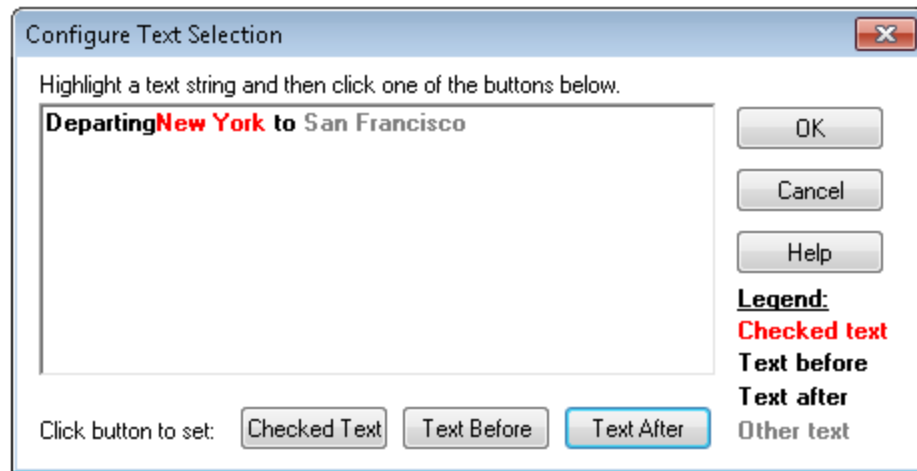 Configure Text Selection
Highlight a text string and then click one of the buttons below.
DepartingNew York to San Francisco
OK
Cancel
Help
Legend:
Checked text
Text before
Text after
Other text
Click button to set: Checked Text Text Before Text After